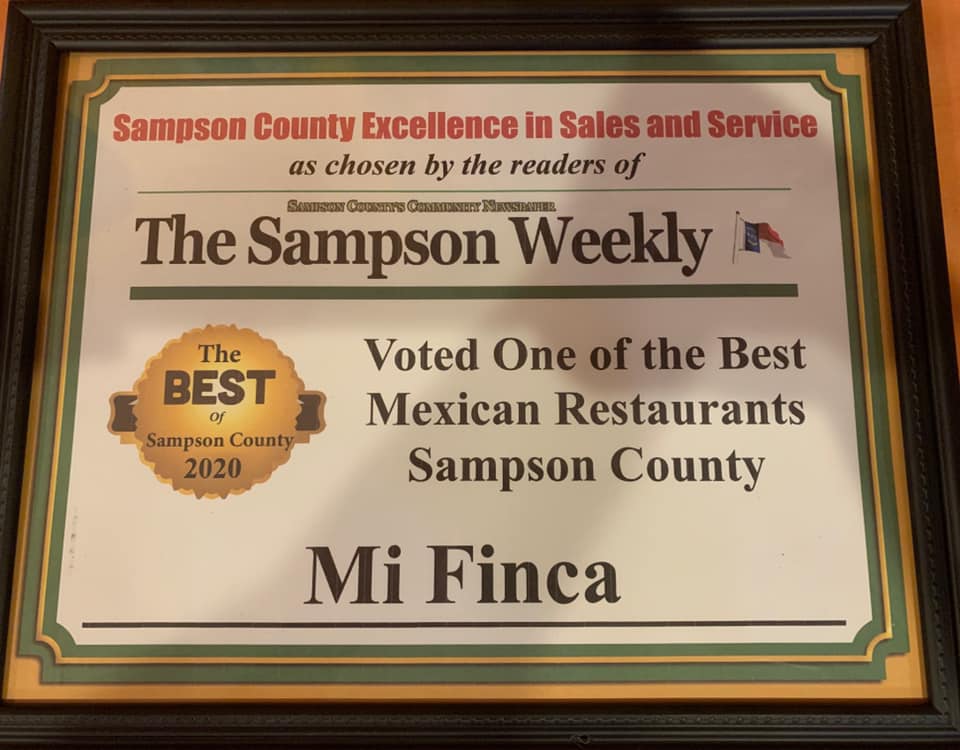 Sampson County Excellence in Sales and Service
as chosen by the readers of
Sampson County's Community Newspaper
The Sampson Weekly
The
BEST
Of
Sampson County
2020
Voted One of the Best
Mexican Restaurants
Sampson County
Mi Finca